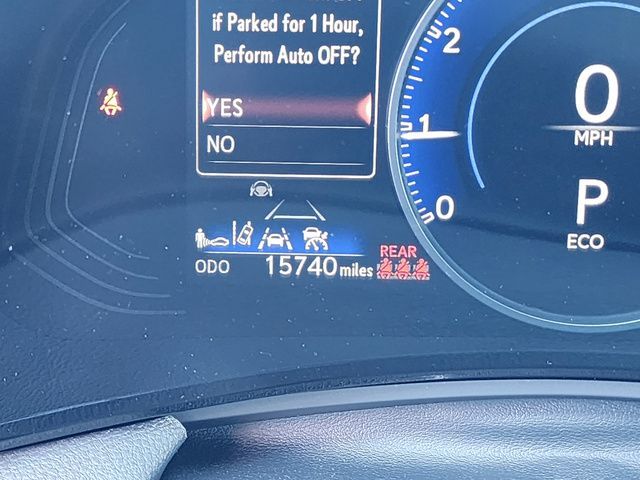 if Parked for 1 Hour,
Perform Auto OFF?
YES
NO
2
1
0
0
MPH
P
ECO
ODO 15740 miles
REAR